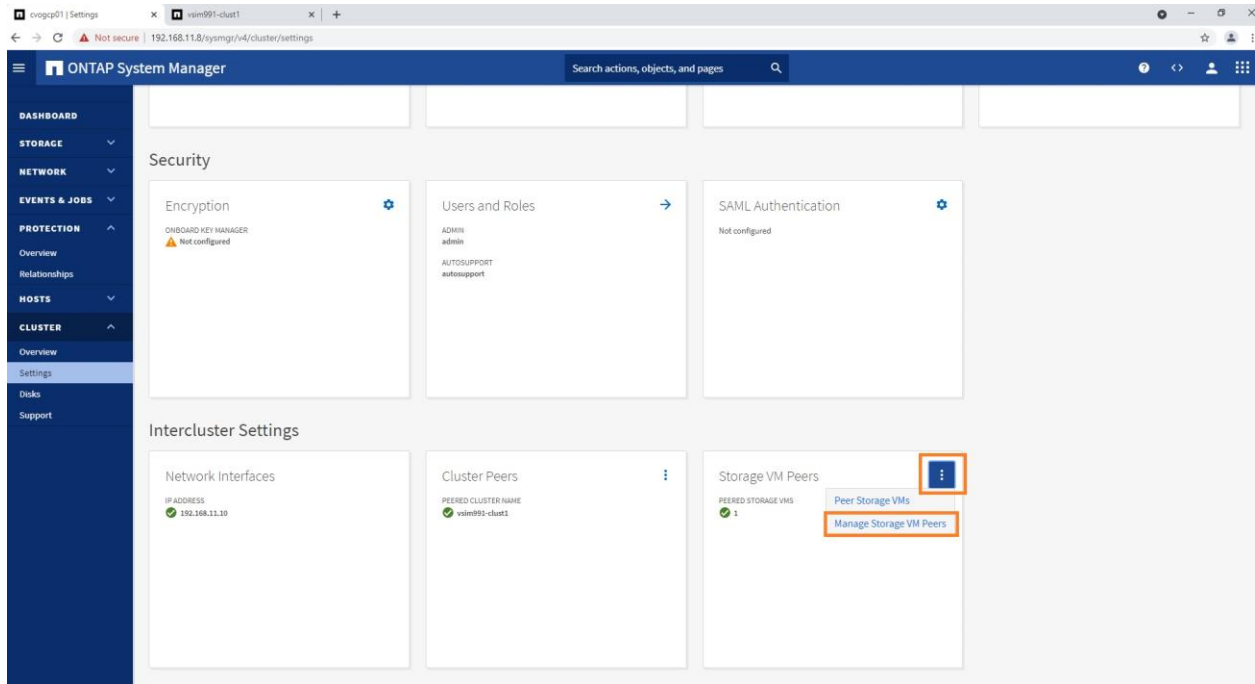 cvogcp01 | Settings
vsim991-clust1
Not secure
192.168.11.8/sysmgr/v4/cluster/settings
ONTAP System Manager
Search actions, objects, and pages
DASHBOARD
STORAGE
NETWORK
EVENTS & JOBS
PROTECTION
Overview
Relationships
HOSTS
CLUSTER
Overview
Settings
Disks
Support
Security
Encryption
ONBOARD KEY MANAGER
Not configured
Users and Roles
ADMIN
admin
AUTOSUPPORT
autosupport
SAML Authentication
Not configured
Intercluster Settings
Network Interfaces
IP ADDRESS
192.168.11.10
Cluster Peers
PEERED CLUSTER NAME
vsim991-clust1
Storage VM Peers
PEERED STORAGE VMS
1
Peer Storage VMs
Manage Storage VM Peers